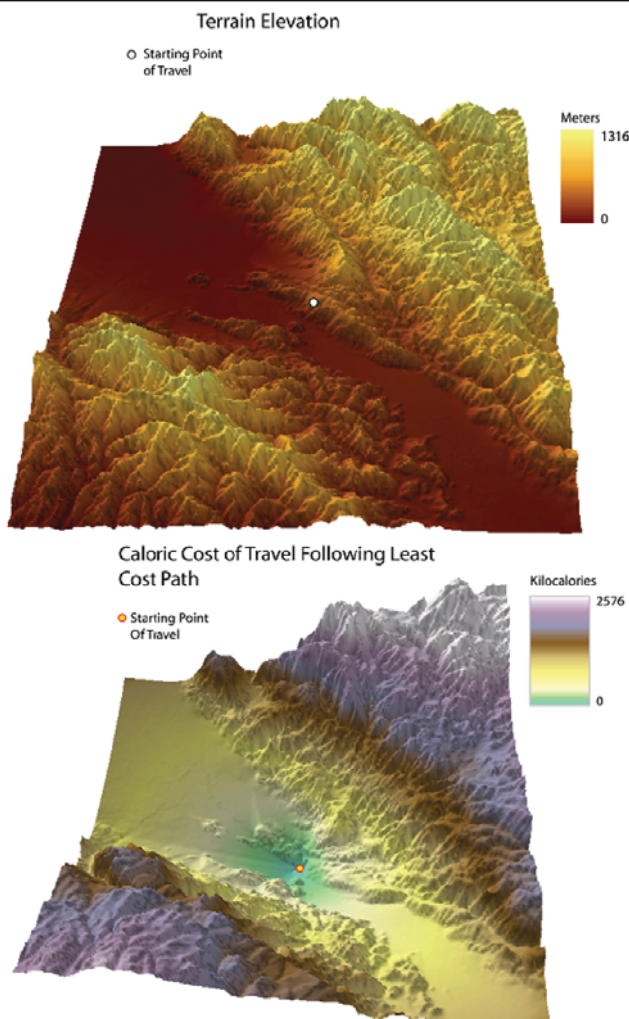 Terrain Elevation
Starting Point
of Travel
Meters
1316
0
Caloric Cost of Travel Following Least
Cost Path
Starting Point
Of Travel
Kilocalories
2576
0